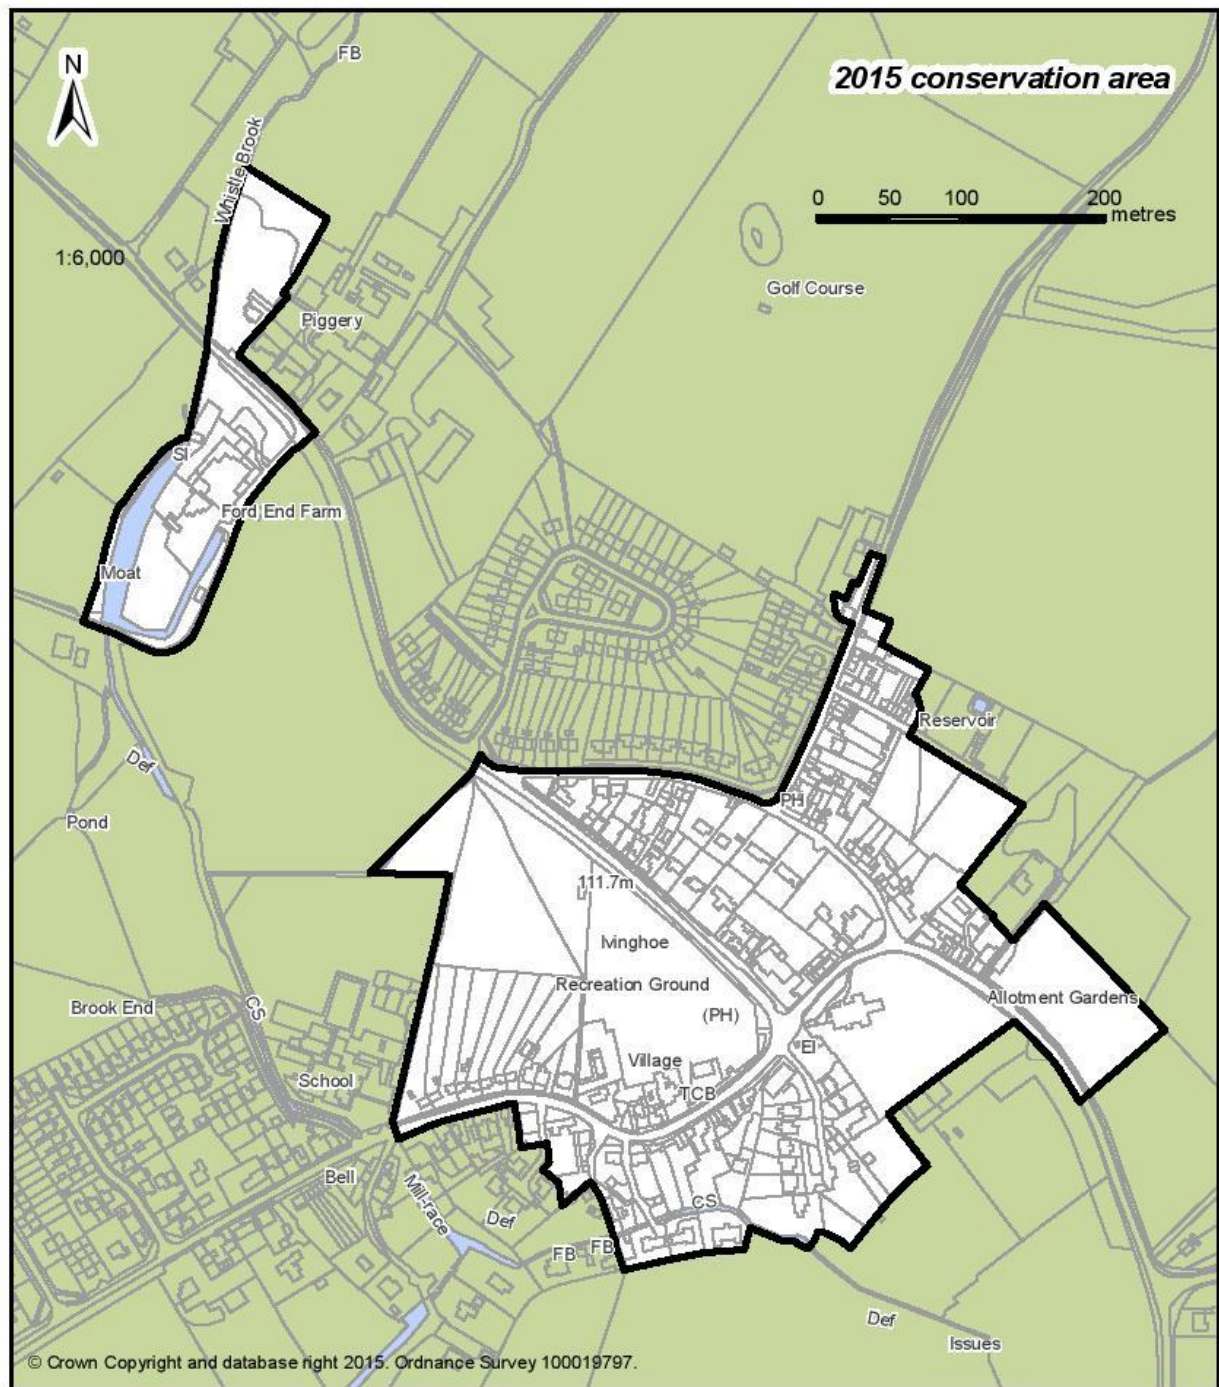 N
FB
2015 conservation area
Whistle Brook
0 50 100 200
metres
1:6,000
Golf Course
Piggery
SI
Ford End Farm
Moat
Reservoir
Def
PH
Pond
111.7m
Ivinghoe
Recreation Ground
Allotment Gardens
Brook End
CS
(PH)
El
Village
School
TCB
Bell
Mill-race
CS
Def
FB
FB
Def
Issues
© Crown Copyright and database right 2015. Ordnance Survey 100019797.